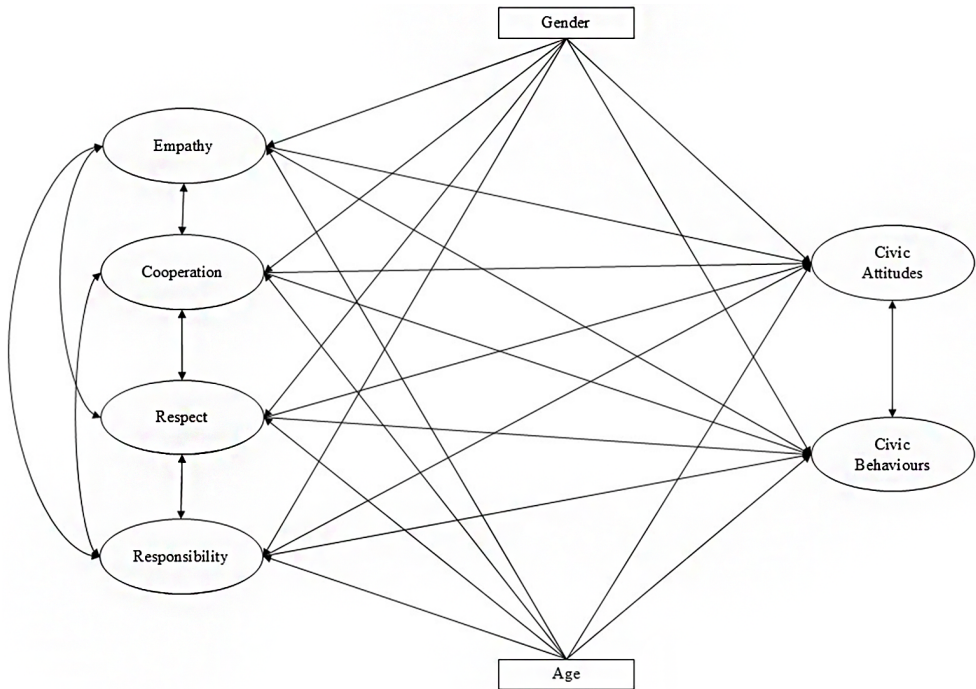 Gender
Empathy
Cooperation
Civic
Attitudes
Respect
Civic
Behaviours
Responsibility
Age